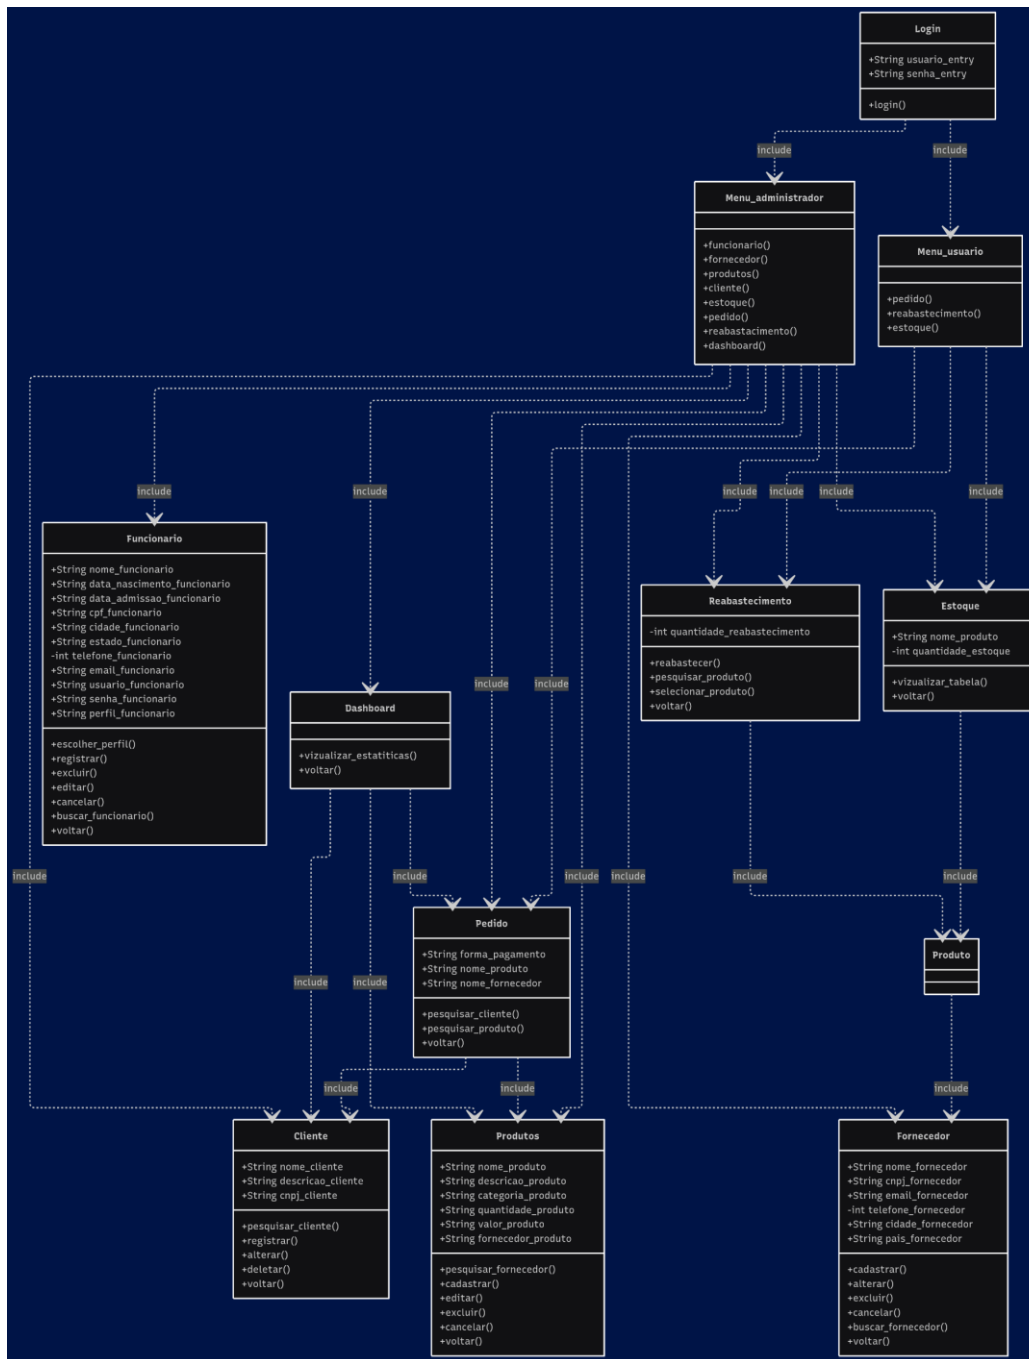 Login
+String usuario_entry
+String senha_entry
+login()
include
include
Menu_administrador
+funcionario()
+fornecedor()
+produtos()
+cliente()
+estoque()
+pedido()
+reabastacimento()
+dashboard()
Menu_usuario
+pedido()
+reabastecimento()
+estoque()
include
include
include
include
include
include
Funcionario
+String nome_funcionario
+String data_nascimento_funcionario
+String data_admissao_funcionario
+String cpf_funcionario
+String cidade_funcionario
+String estado_funcionario
-int telefone_funcionario
+String email_funcionario
+String usuario_funcionario
+String senha_funcionario
+String perfil_funcionario
+escolher_perfil()
+registrar()
+excluir()
+editar()
+cancelar()
+buscar_funcionario()
+voltar()
Reabastecimento
-int quantidade_reabastecimento
+reabastecer()
+pesquisar_produto()
+selecionar_produto()
+voltar()
Estoque
+String nome_produto
-int quantidade_estoque
+vizualizar_tabela()
+voltar()
include
include
Dashboard
+vizualizar_estatiticas()
+voltar()
include
include
include
include
include
include
Pedido
+String forma_pagamento
+String nome_produto
+String nome_fornecedor
+pesquisar_cliente()
+pesquisar_produto()
+voltar()
Produto
include
include
include
include
include
Cliente
+String nome_cliente
+String descricao_cliente
+String cnpj_cliente
+pesquisar_cliente()
+registrar()
+alterar()
+deletar()
+voltar()
Produtos
+String nome_produto
+String descricao_produto
+String categoria_produto
+String quantidade_produto
+String valor_produto
+String fornecedor_produto
+pesquisar_fornecedor()
+cadastrar()
+editar()
+excluir()
+cancelar()
+voltar()
Fornecedor
+String nome_fornecedor
+String cnpj_fornecedor
+String email_fornecedor
-int telefone_fornecedor
+String cidade_fornecedor
+String pais_fornecedor
+cadastrar()
+alterar()
+excluir()
+cancelar()
+buscar_fornecedor()
+voltar()